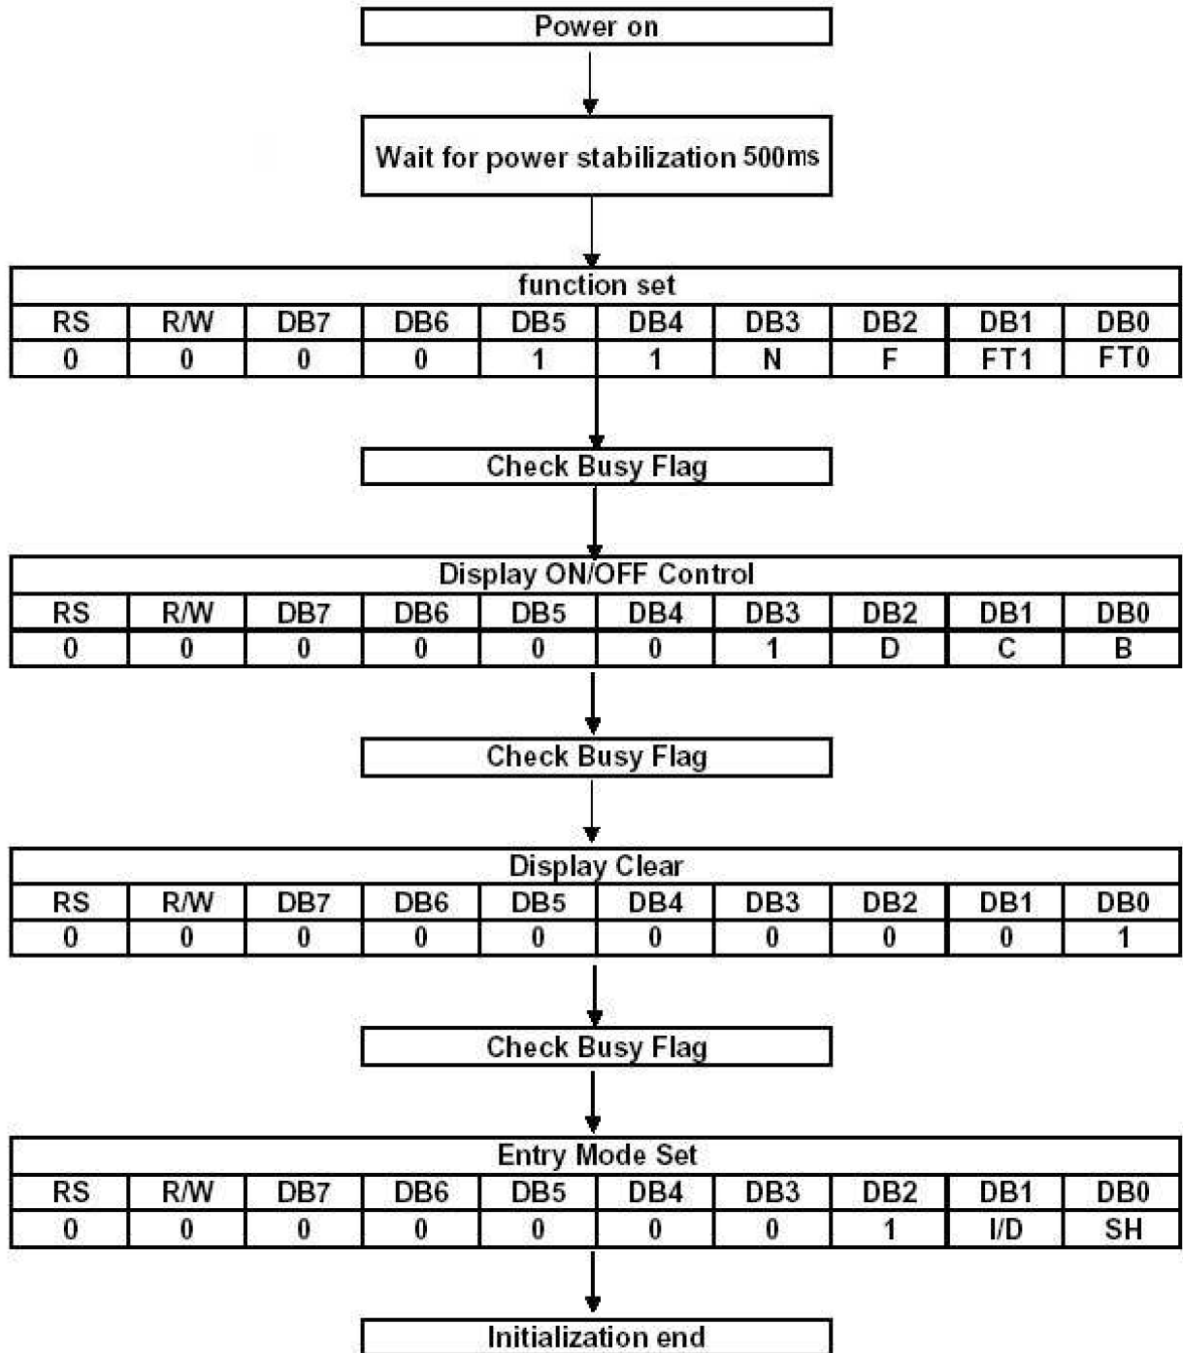 Power on
Wait for power stabilization 500ms
function set
RS R/W DB7 DB6 DB5 DB4 DB3 DB2 DB1 DB0
0 0 0 0 1 1 N F FT1 FT0
Check Busy Flag
Display ON/OFF Control
RS R/W DB7 DB6 DB5 DB4 DB3 DB2 DB1 DB0
0 0 0 0 0 0 1 D C B
Check Busy Flag
Display Clear
RS R/W DB7 DB6 DB5 DB4 DB3 DB2 DB1 DB0
0 0 0 0 0 0 0 0 0 1
Check Busy Flag
Entry Mode Set
RS R/W DB7 DB6 DB5 DB4 DB3 DB2 DB1 DB0
0 0 0 0 0 0 0 1 I/D SH
Initialization end